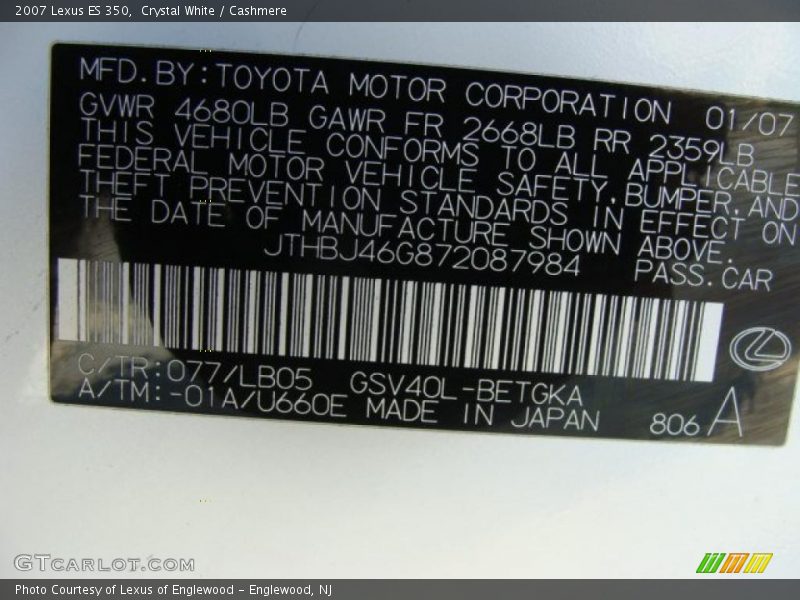 2007 Lexus ES 350,  Crystal White / Cashmere
MFD.BY:TOYOTA MOTOR CORPORATION 01/07
GVWR 4680LB GAWR FR 2668LB RR 2359LB
THIS VEHICLE CONFORMS TO ALL APPLICABLE
FEDERAL MOTOR VEHICLE SAFETY,BUMPER,AND
THEFT PREVENTION STANDARDS IN EFFECT ON
THE DATE OF MANUFACTURE SHOWN ABOVE.
JTHBJ46G872087984 PASS.CAR
C/TR:077/LB05 GSV40L-BETGKA
A/TM:-01A/U660E MADE IN JAPAN 806 A
GTCARLOT.COM
Photo Courtesy of Lexus of Englewood - Englewood, NJ